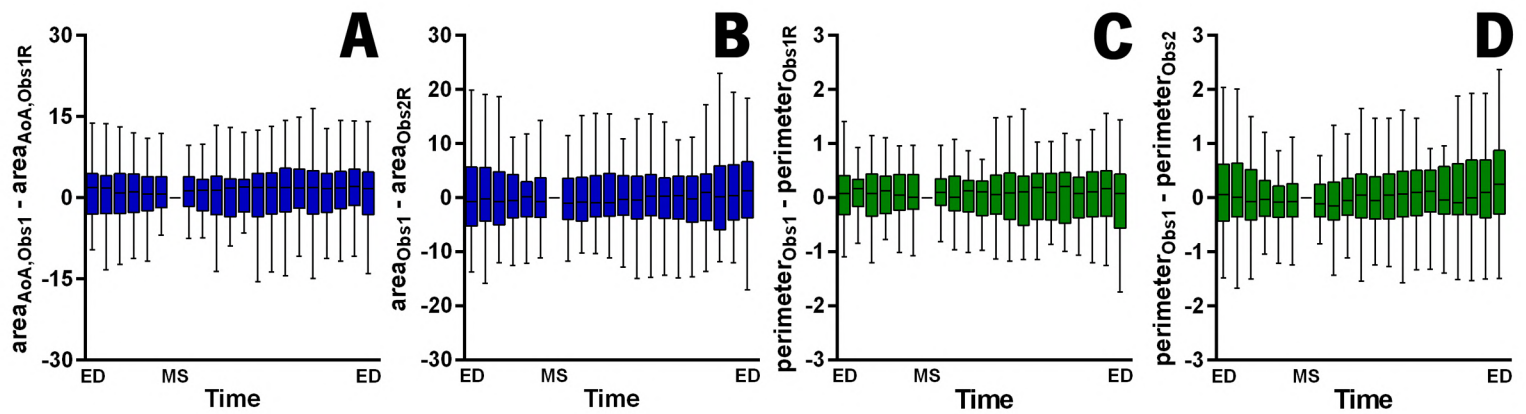 A
area_AoA,Obs1 - area_AoA,Obs1R
30
15
0
-15
-30
ED MS ED
Time
B
area_Obs1 - area_Obs2R
30
20
10
0
-10
-20
-30
ED MS ED
Time
C
perimeter_Obs1 - perimeter_Obs1R
3
2
1
0
-1
-2
-3
ED MS ED
Time
D
perimeter_Obs1 - perimeter_Obs2
3
2
1
0
-1
-2
-3
ED MS ED
Time